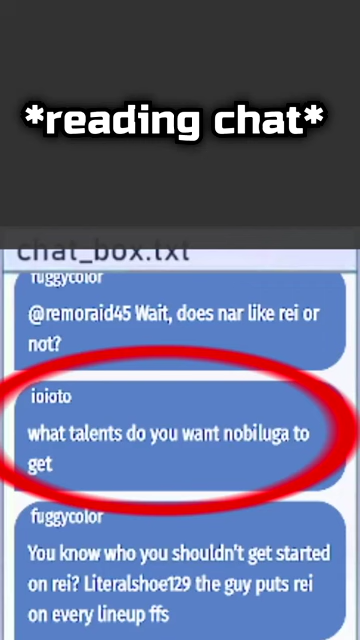 *reading chat*
chat_box.txt
fuggycolor
@remoraid45 Wait, does nar like rei or
not?
ioioto
what talents do you want nobiluga to
get
fuggycolor
You know who you shouldn't get started
on rei? Literalshoe129 the guy puts rei
on every lineup ffs